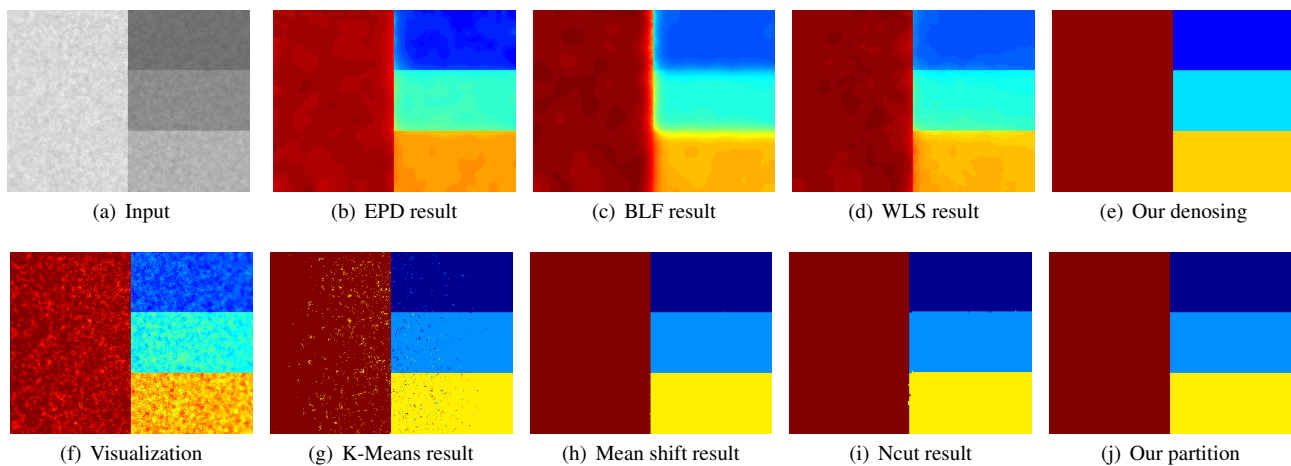 (a) Input
(b) EPD result
(c) BLF result
(d) WLS result
(e) Our denosing
(f) Visualization
(g) K-Means result
(h) Mean shift result
(i) Ncut result
(j) Our partition